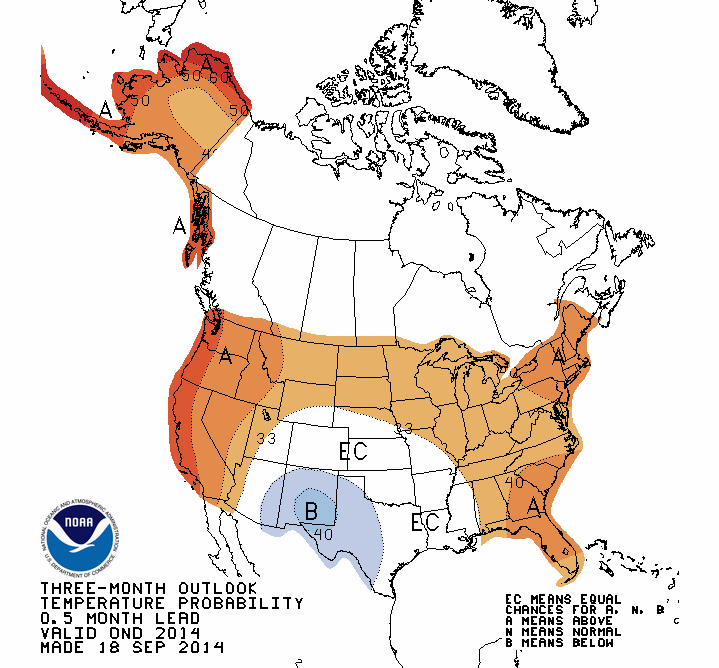 A
50 60
A
50
50
4
A
A
A
33
33
EC
40
B
A
EC
40
NATIONAL OCEANIC AND ATMOSPHERIC ADMINISTRATION
NOAA
U.S. DEPARTMENT OF COMMERCE
THREE-MONTH OUTLOOK
TEMPERATURE PROBABILITY
0.5 MONTH LEAD
VALID OND 2014
MADE 18 SEP 2014
EC MEANS EQUAL
CHANCES FOR A, N, B
A MEANS ABOVE
N MEANS NORMAL
B MEANS BELOW